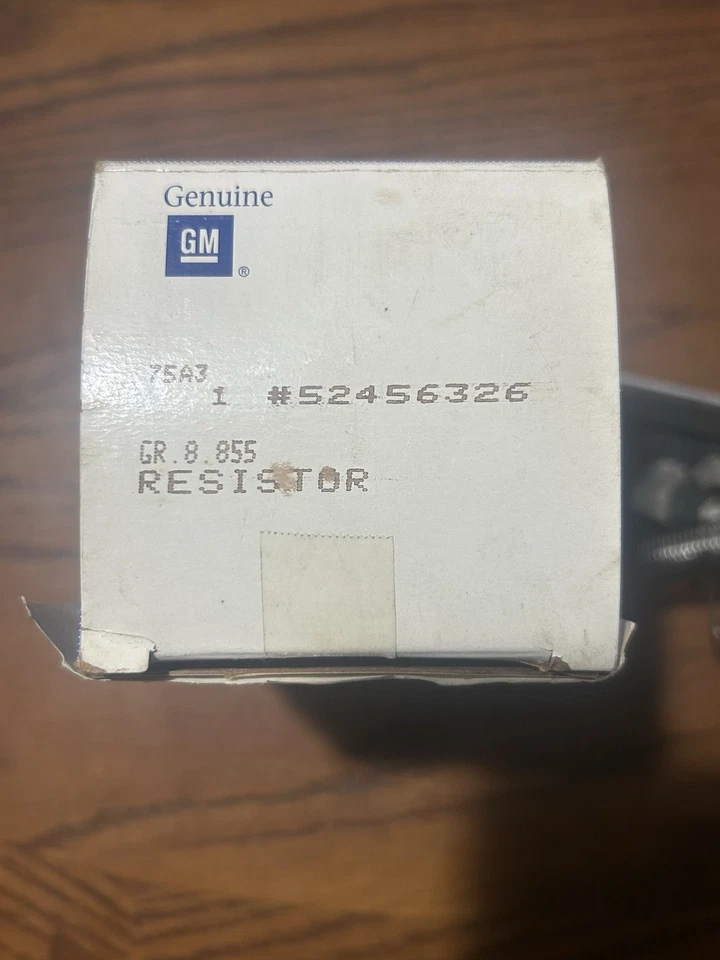 Genuine
GM ®
75A3
1 #52456326
GR.8.855
RESISTOR